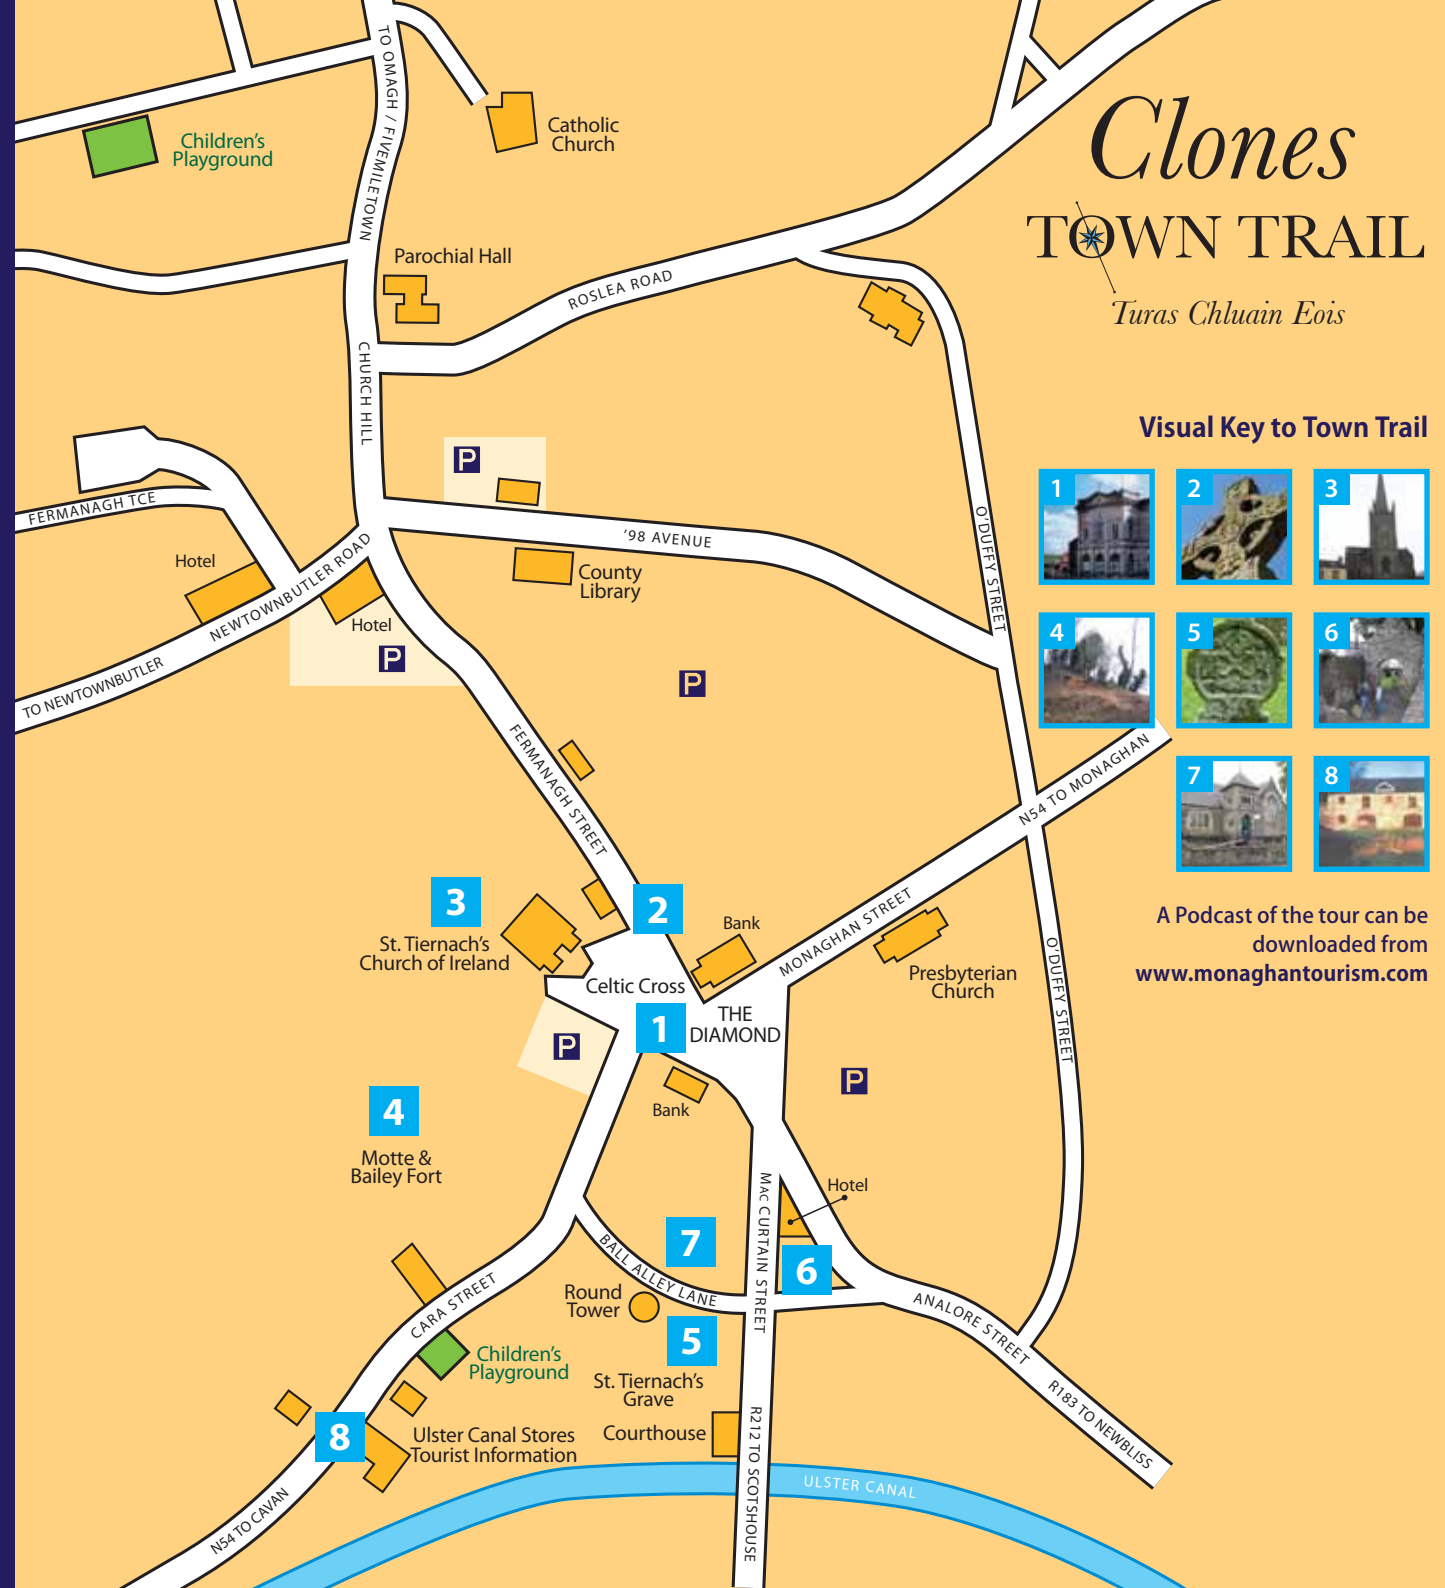 Clones
TOWN TRAIL
Turas Chluain Eois
Visual Key to Town Trail
1
2
3
4
5
6
7
8
A Podcast of the tour can be
downloaded from
www.monaghantourism.com
TO OMAGH / FIVEMILETOWN
Catholic
Church
Children's
Playground
Parochial Hall
ROSLEA ROAD
CHURCH HILL
P
FERMANAGH TCE
'98 AVENUE
O'DUFFY STREET
Hotel
NEWTOWNBUTLER ROAD
County
Library
Hotel
P
P
TO NEWTOWNBUTLER
FERMANAGH STREET
N54 TO MONAGHAN
3
St. Tiernach's
Church of Ireland
2
Bank
MONAGHAN STREET
Presbyterian
Church
O'DUFFY STREET
Celtic Cross
1
THE
DIAMOND
P
P
Bank
4
Motte &
Bailey Fort
MAC CURTAIN STREET
Hotel
7
BALL ALLEY LANE
6
Round
Tower
5
ANALORE STREET
CARA STREET
Children's
Playground
St. Tiernach's
Grave
R183 TO NEWBLISS
8
Ulster Canal Stores
Tourist Information
Courthouse
R212 TO SCOTSHOUSE
ULSTER CANAL
N54 TO CAVAN